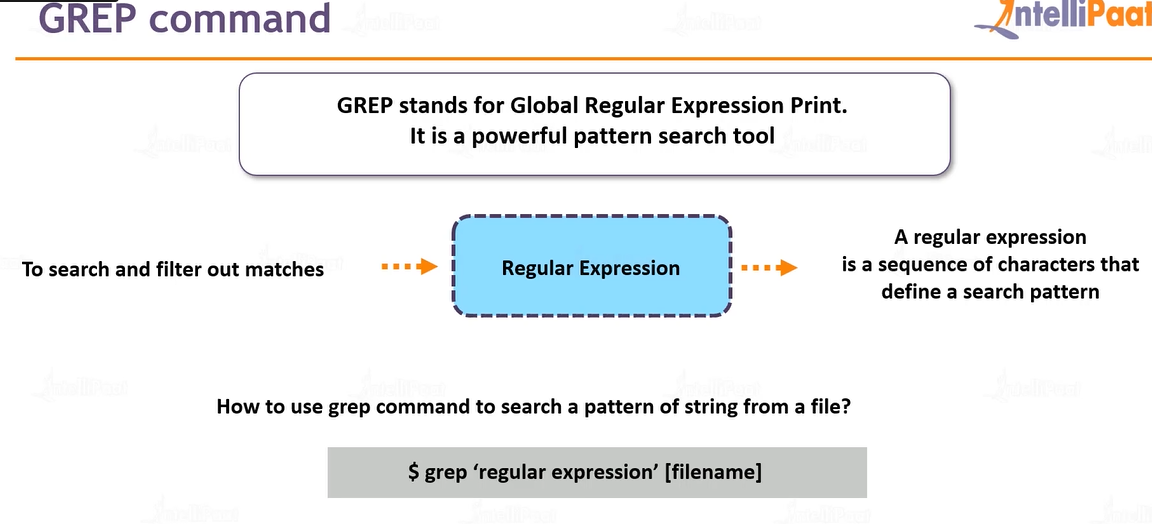 GREP command
IntelliPaat
GREP stands for Global Regular Expression Print.
It is a powerful pattern search tool
To search and filter out matches
Regular Expression
A regular expression
is a sequence of characters that
define a search pattern
How to use grep command to search a pattern of string from a file?
$ grep ‘regular expression’ [filename]